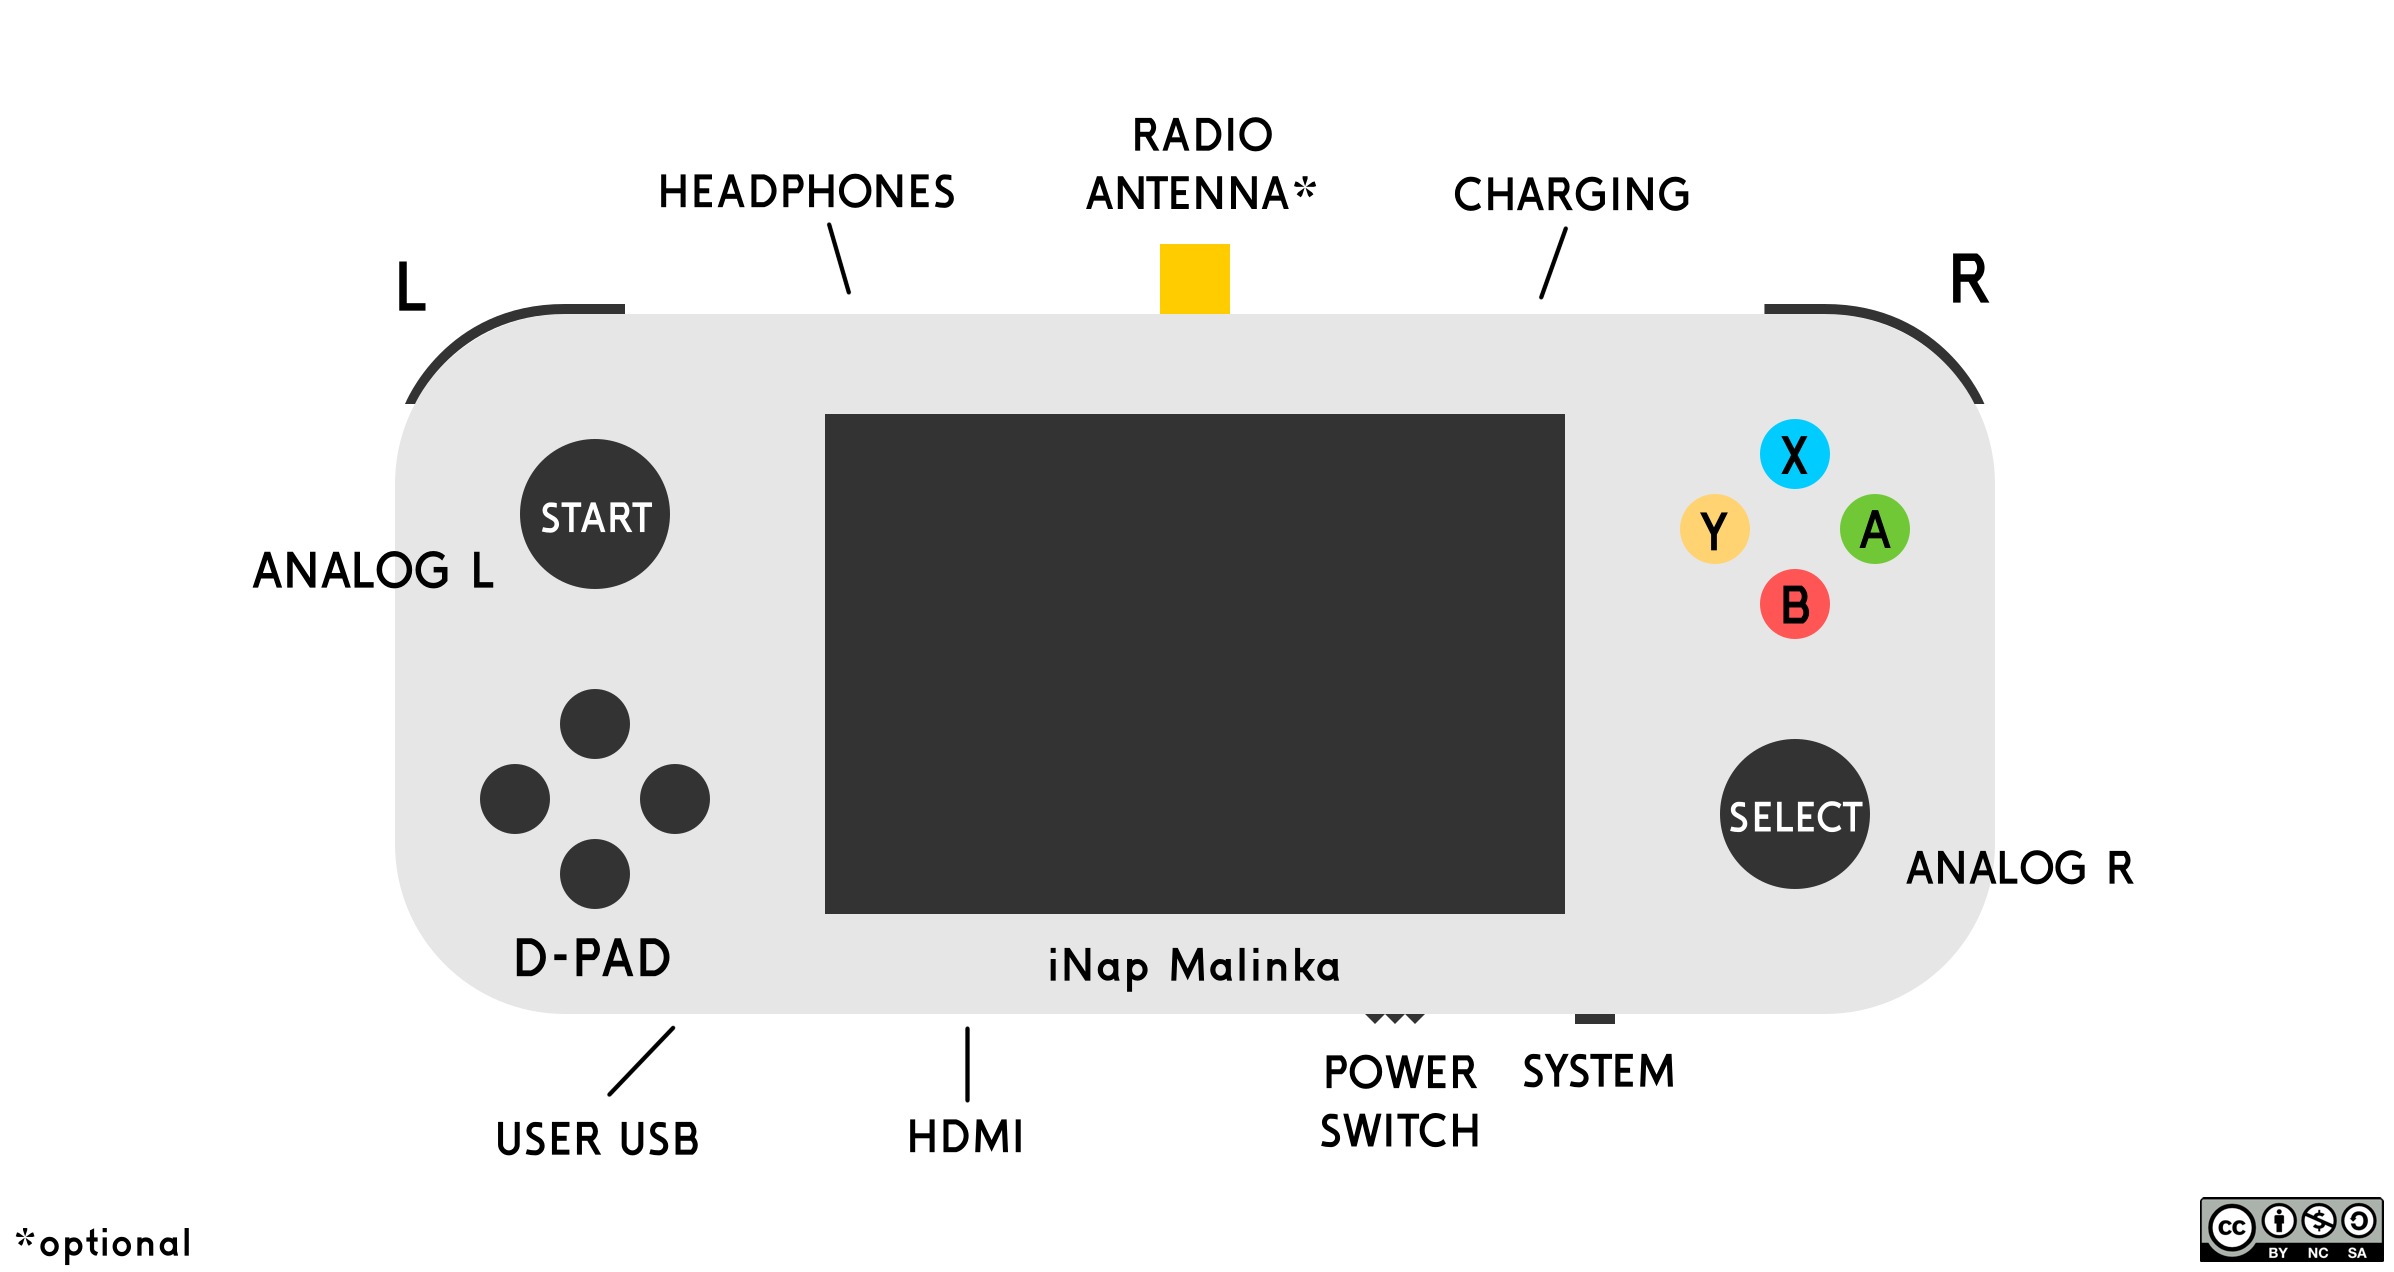 RADIO
ANTENNA*
HEADPHONES
CHARGING
L
R
START
ANALOG L
X
Y
A
B
SELECT
ANALOG R
D-PAD
iNap Malinka
POWER
SWITCH
SYSTEM
USER USB
HDMI
*optional
cc
BY NC SA